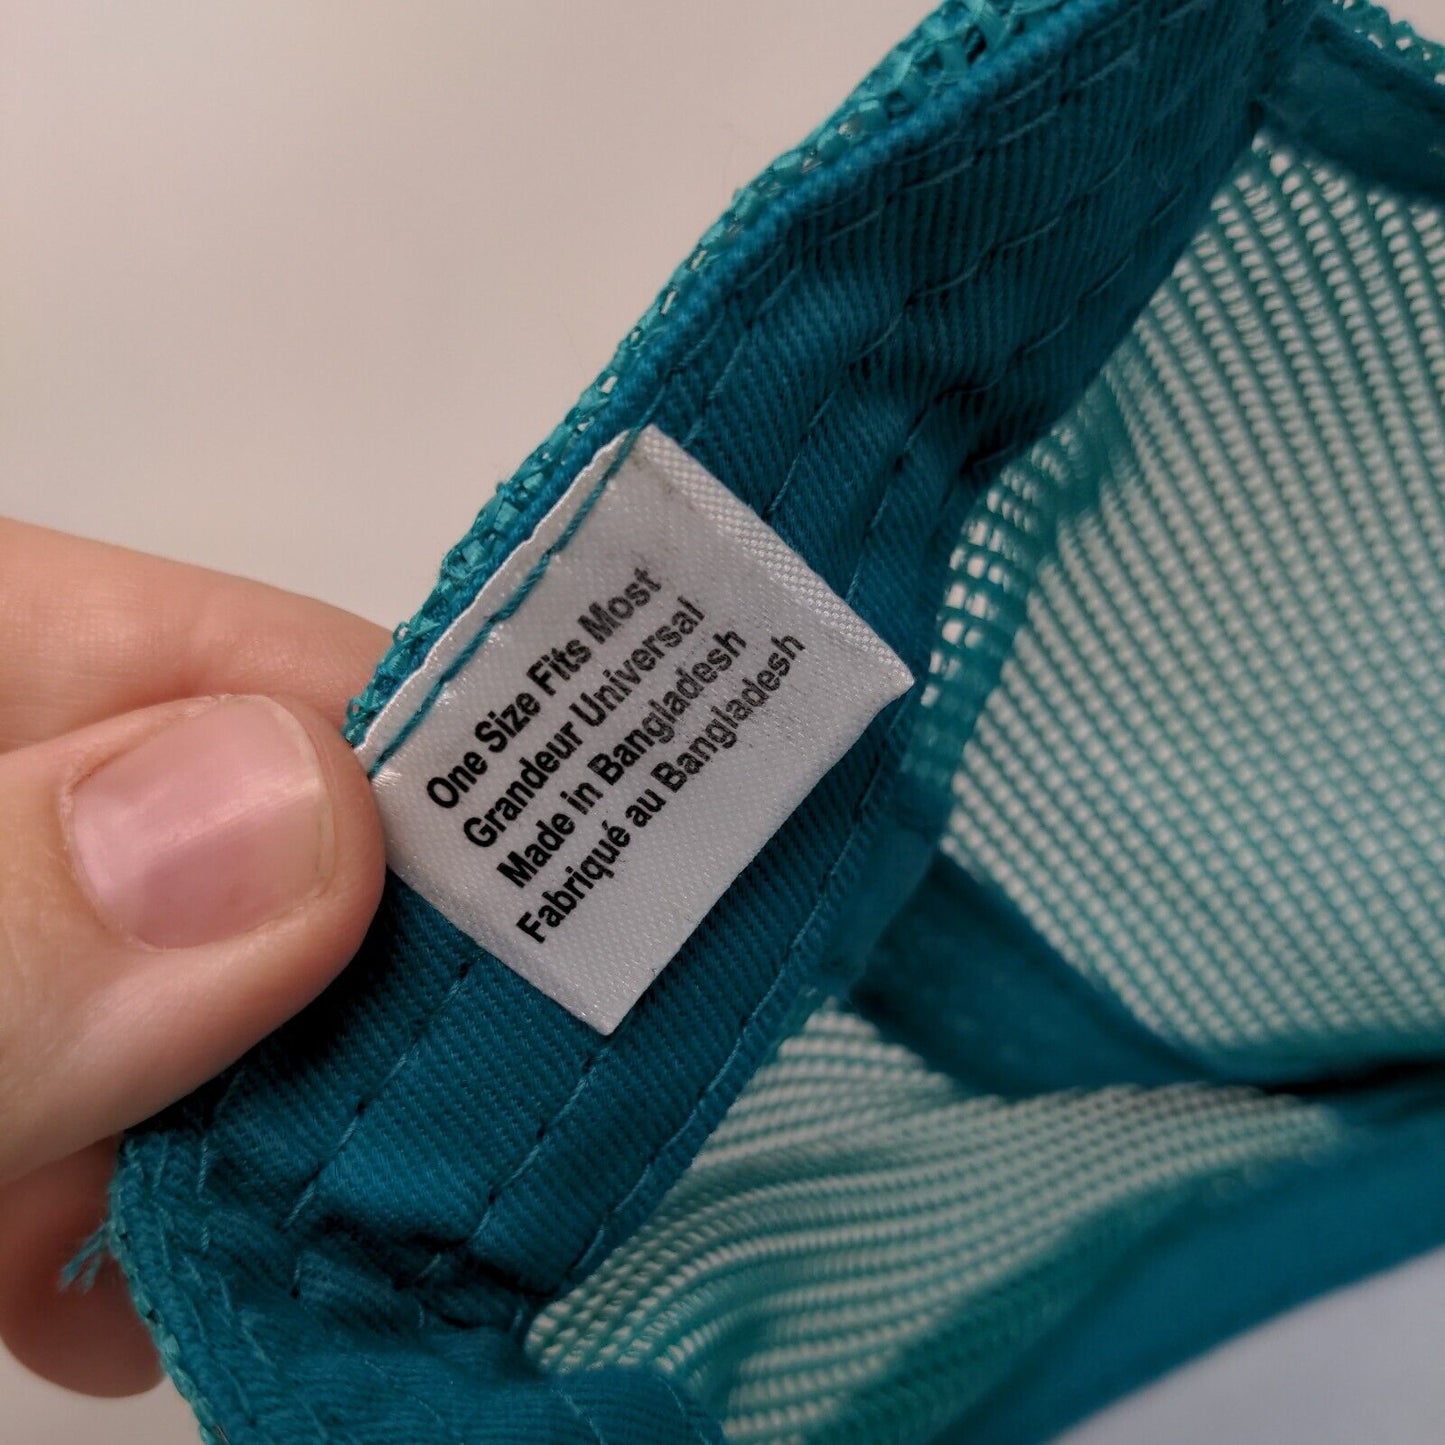 One Size Fits Most
Grandeur Universal
Made in Bangladesh
Fabriqué au Bangladesh